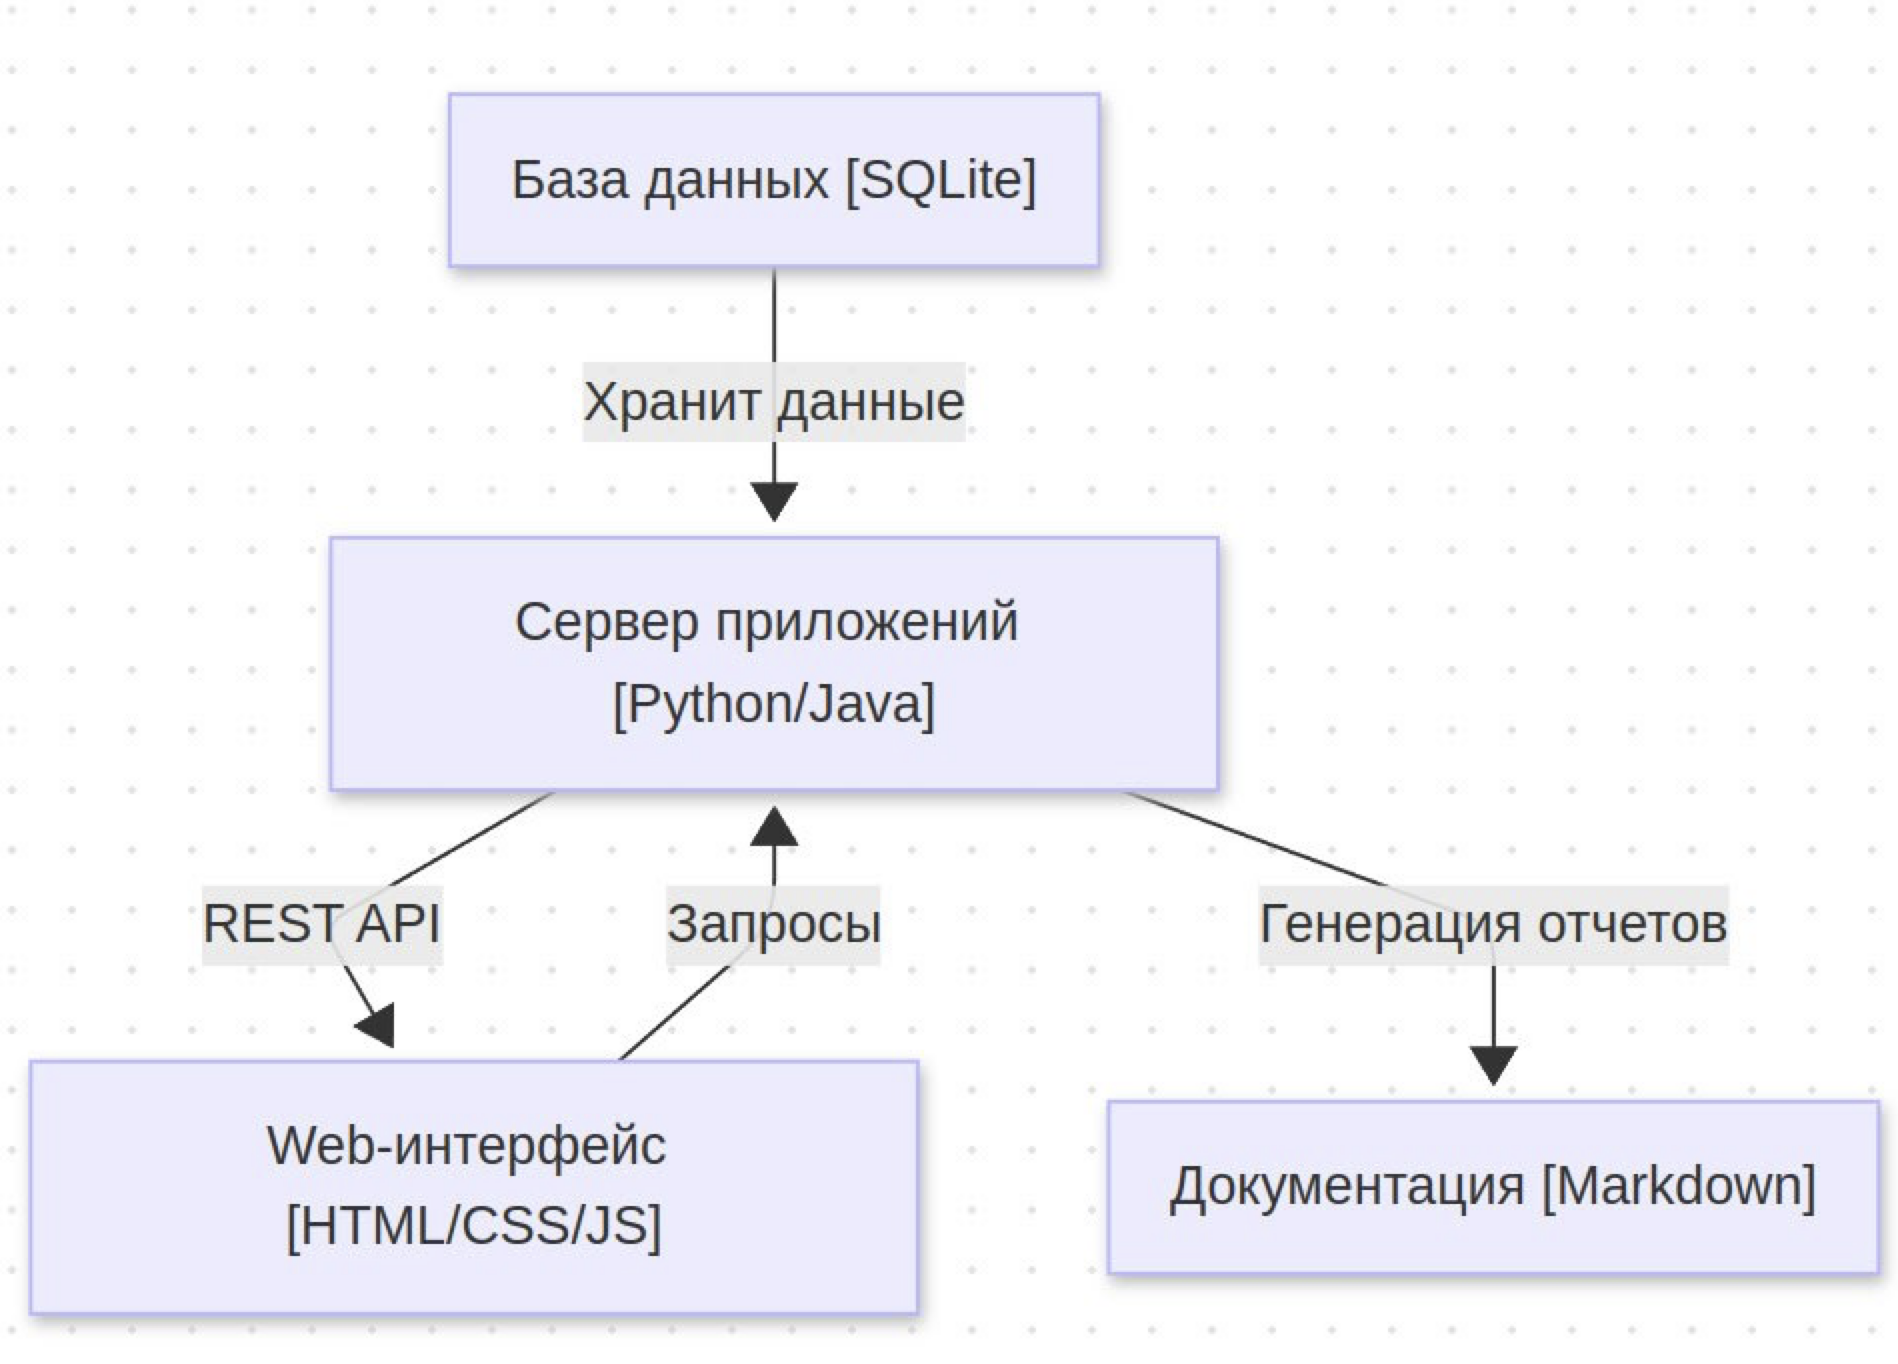 База данных [SQLite]
Хранит данные
Сервер приложений
[Python/Java]
REST API
Запросы
Генерация отчетов
Web-интерфейс
[HTML/CSS/JS]
Документация [Markdown]